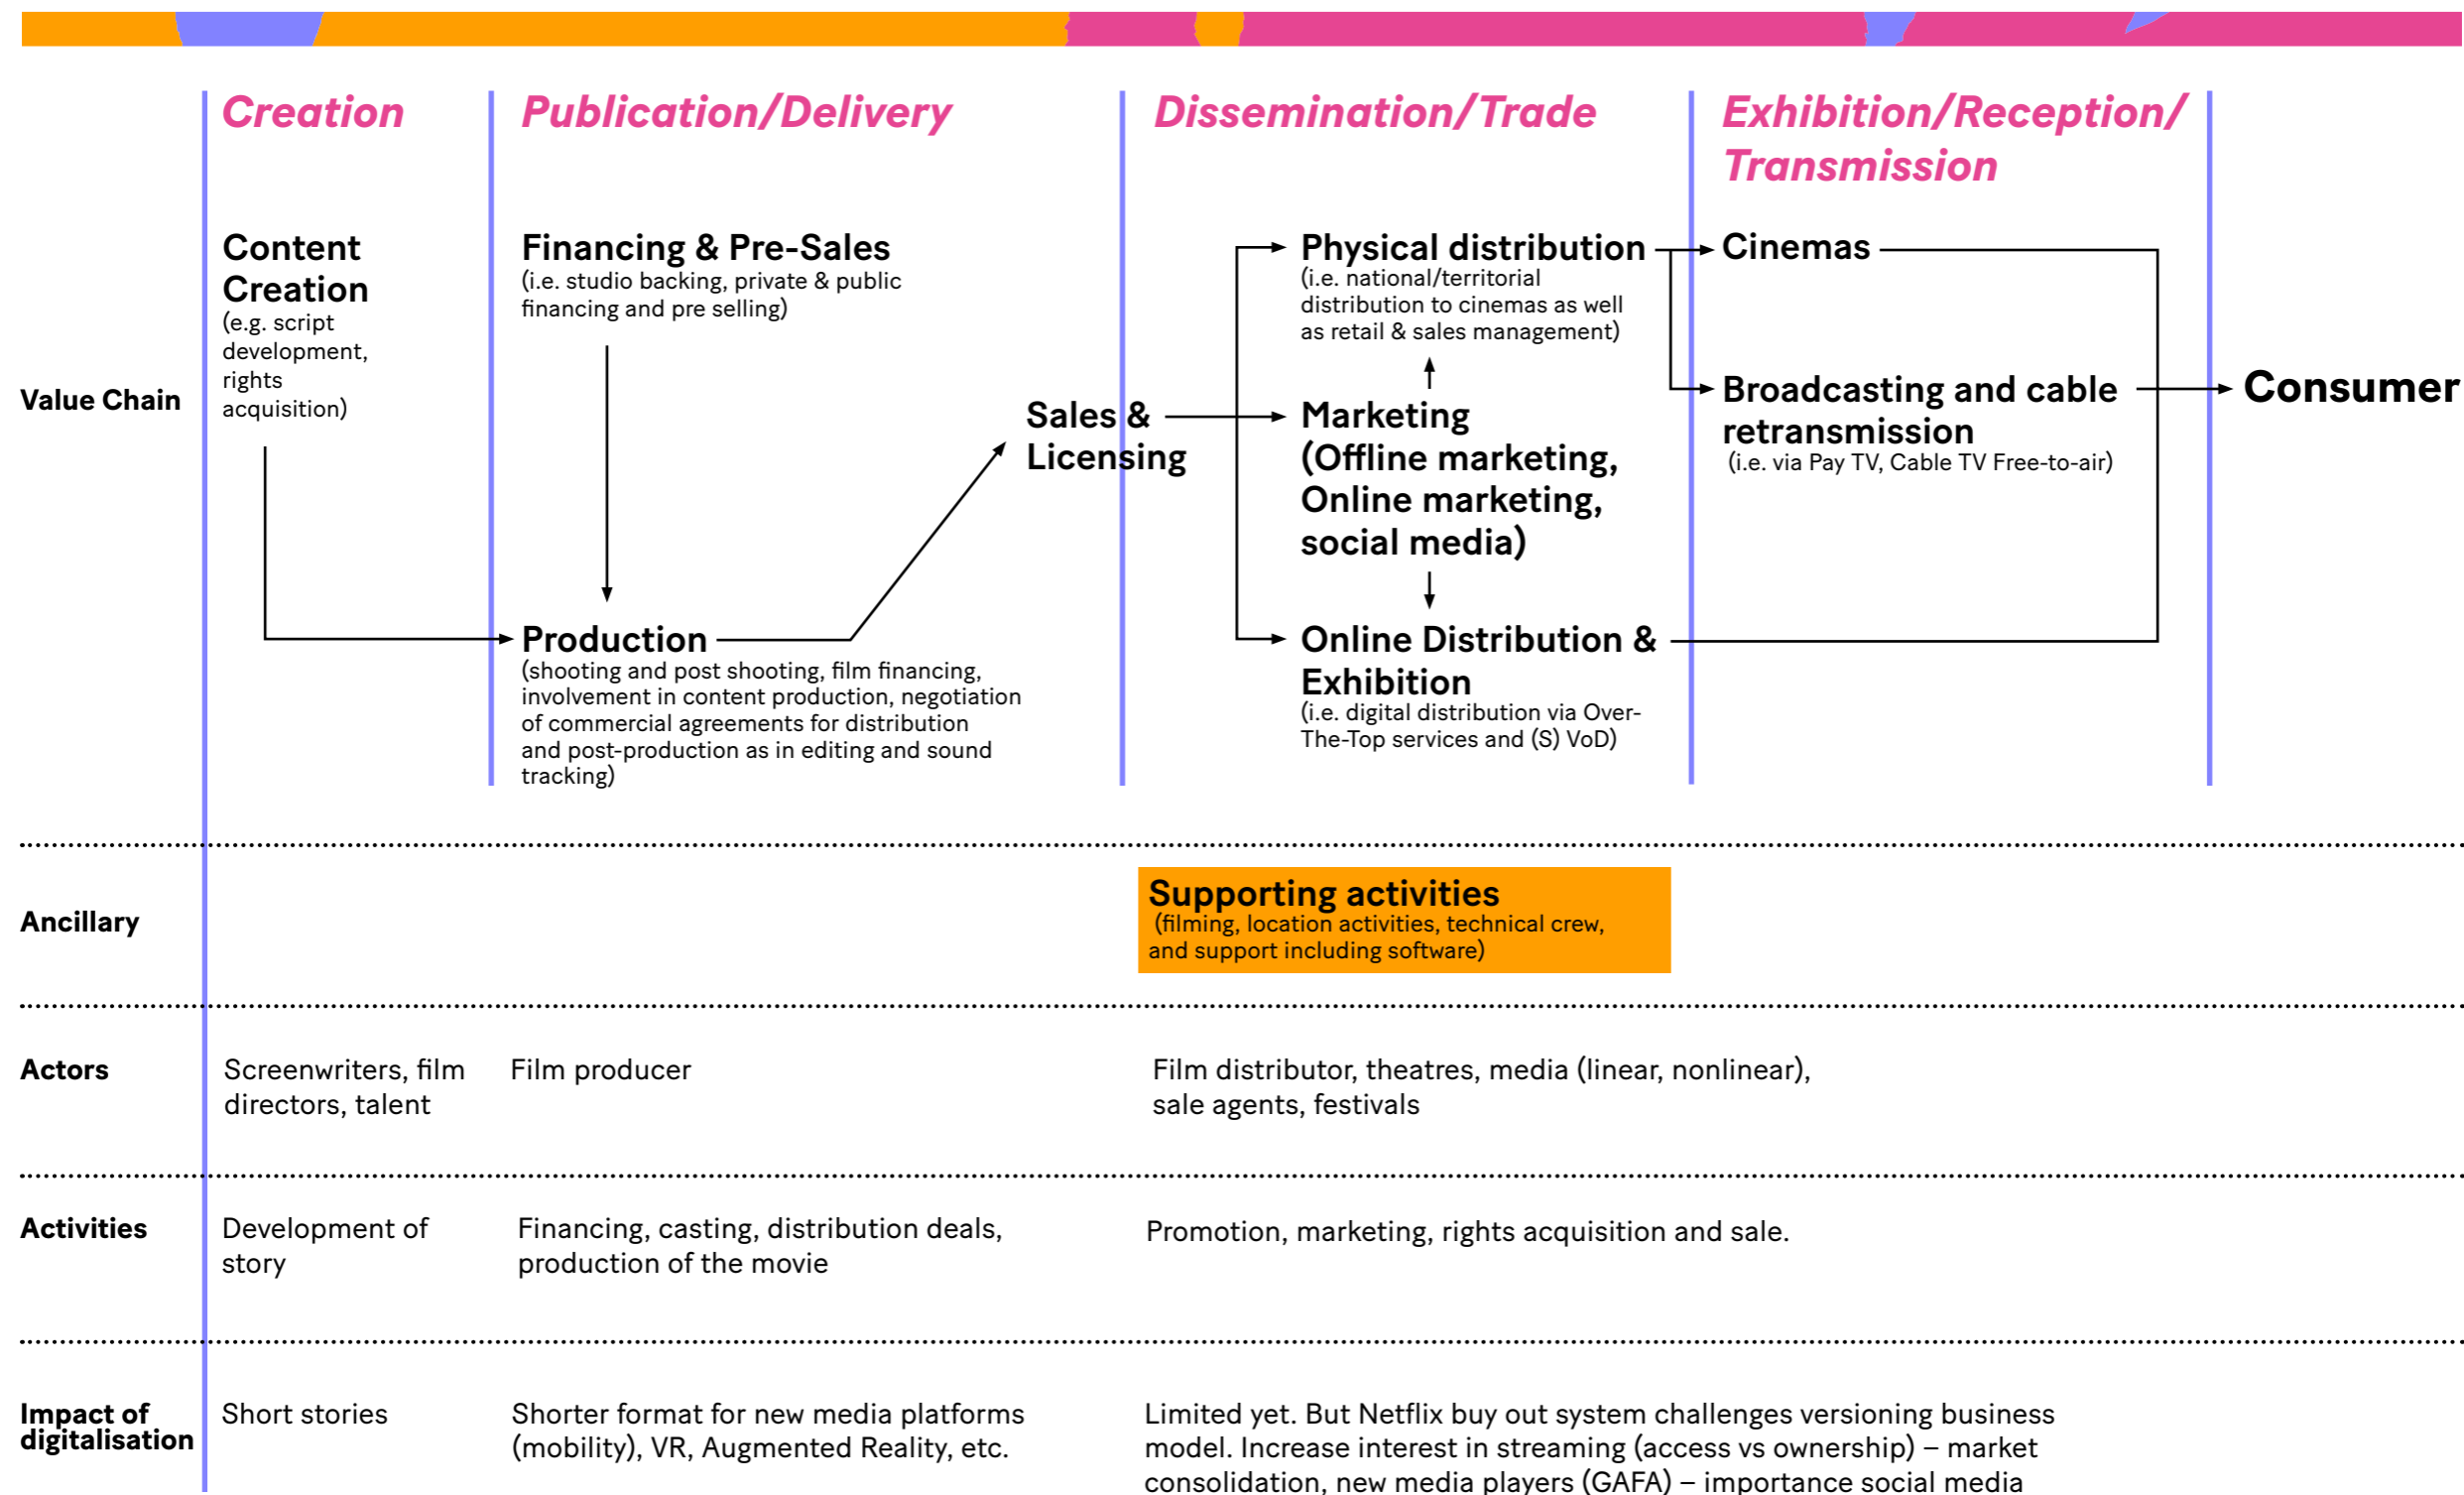 Creation
Publication/Delivery
Dissemination/Trade
Exhibition/Reception/
Transmission
Value Chain
Content
Creation
(e.g. script
development,
rights
acquisition)
Financing & Pre-Sales
(i.e. studio backing, private & public
financing and pre selling)
Production
(shooting and post shooting, film financing,
involvement in content production, negotiation
of commercial agreements for distribution
and post-production as in editing and sound
tracking)
Sales &
Licensing
Physical distribution
(i.e. national/territorial
distribution to cinemas as well
as retail & sales management)
Marketing
(Offline marketing,
Online marketing,
social media)
Online Distribution &
Exhibition
(i.e. digital distribution via Over-
The-Top services and (S) VoD)
Cinemas
Broadcasting and cable
retransmission
(i.e. via Pay TV, Cable TV Free-to-air)
Consumer
Ancillary
Supporting activities
(filming, location activities, technical crew,
and support including software)
Actors
Screenwriters, film
directors, talent
Film producer
Film distributor, theatres, media (linear, nonlinear),
sale agents, festivals
Activities
Development of
story
Financing, casting, distribution deals,
production of the movie
Promotion, marketing, rights acquisition and sale.
Impact of
digitalisation
Short stories
Shorter format for new media platforms
(mobility), VR, Augmented Reality, etc.
Limited yet. But Netflix buy out system challenges versioning business
model. Increase interest in streaming (access vs ownership) – market
consolidation, new media players (GAFA) – importance social media